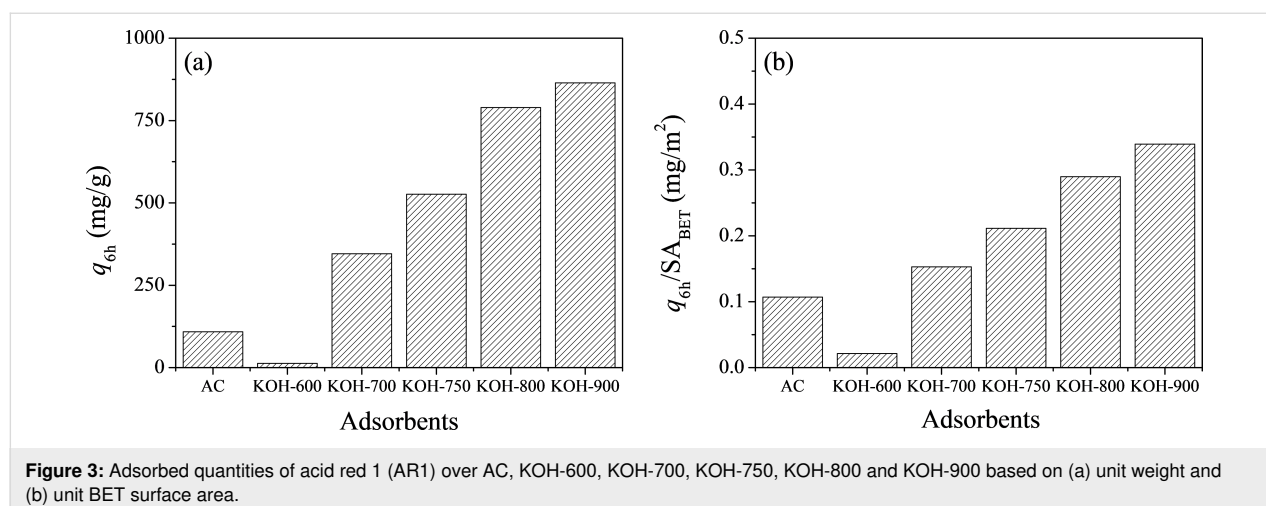 1000
(a)
750
500
250
0
q6h (mg/g)
AC KOH-600 KOH-700 KOH-750 KOH-800 KOH-900
Adsorbents
0.5
(b)
0.4
0.3
0.2
0.1
0.0
q6h/SABET (mg/m²)
AC KOH-600 KOH-700 KOH-750 KOH-800 KOH-900
Adsorbents
Figure 3: Adsorbed quantities of acid red 1 (AR1) over AC, KOH-600, KOH-700, KOH-750, KOH-800 and KOH-900 based on (a) unit weight and
(b) unit BET surface area.